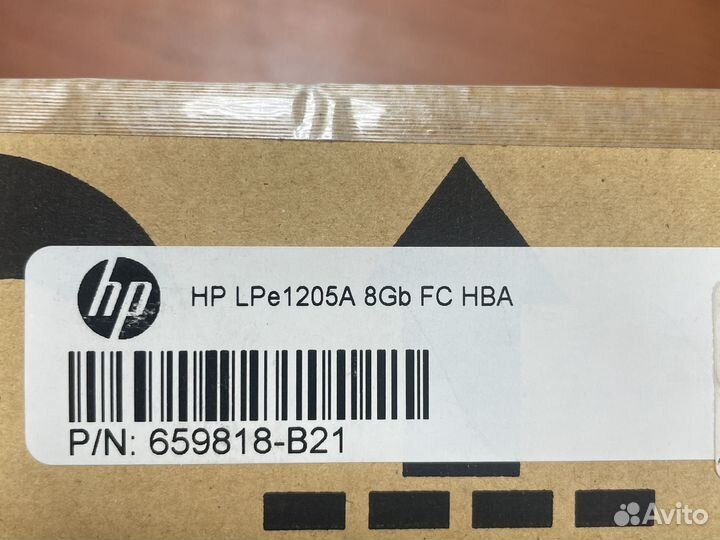 hp
HP LPe1205A 8Gb FC HBA
P/N: 659818-B21
Avito